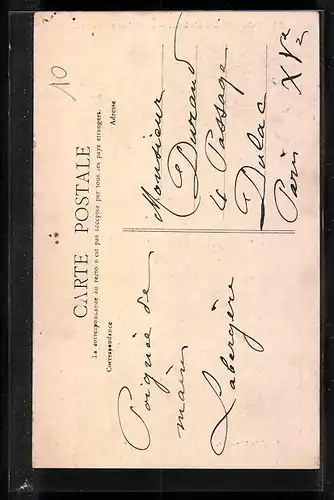 10
CARTE POSTALE
La correspondance au recto n'est pas acceptée par tous les pays étrangers.
Correspondance
Adresse
Poignée de
main
Labergère
Monsieur
Durand
4 Passage
Dulac
Paris XVe